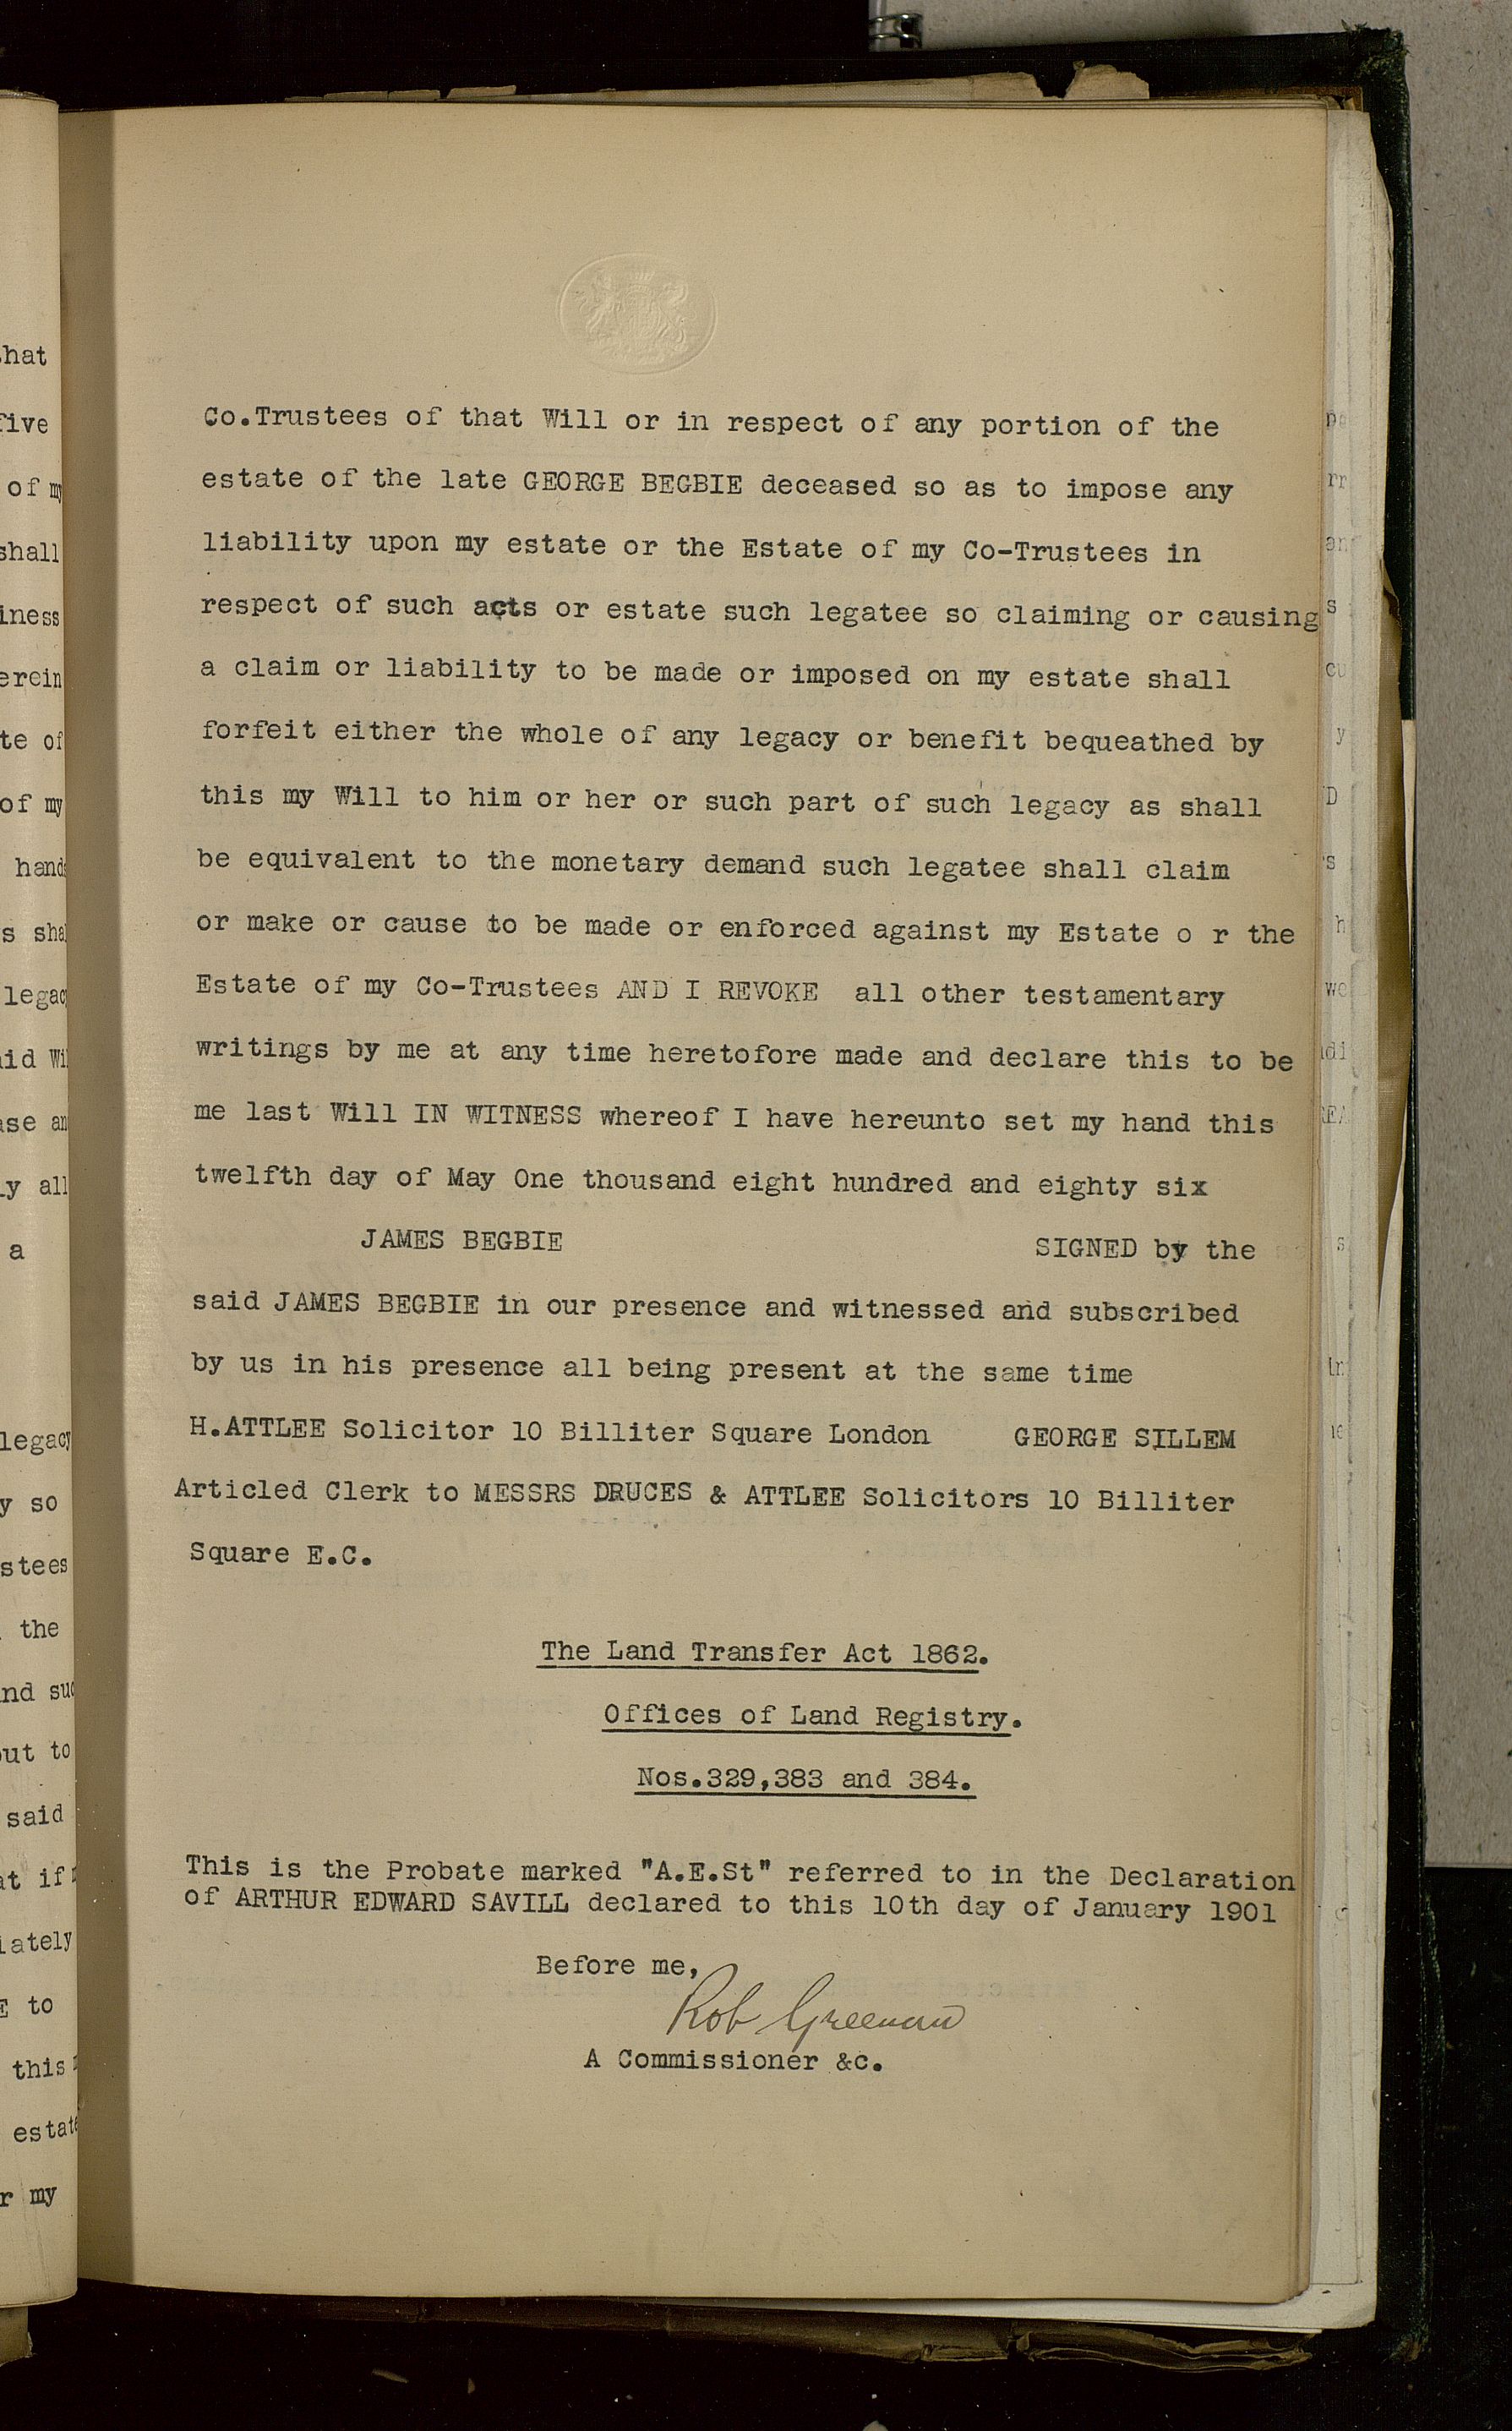 Co.Trustees of that Will or in respect of any portion of the
estate of the late GEORGE BEGBIE deceased so as to impose any
liability upon my estate or the Estate of my Co-Trustees in
respect of such acts or estate such legatee so claiming or causing
a claim or liability to be made or imposed on my estate shall
forfeit either the whole of any legacy or benefit bequeathed by
this my Will to him or her or such part of such legacy as shall
be equivalent to the monetary demand such legatee shall claim
or make or cause to be made or enforced against my Estate o r the
Estate of my Co-Trustees AND I REVOKE all other testamentary
writings by me at any time heretofore made and declare this to be
me last Will IN WITNESS whereof I have hereunto set my hand this
twelfth day of May One thousand eight hundred and eighty six
JAMES BEGBIE SIGNED by the
said JAMES BEGBIE in our presence and witnessed and subscribed
by us in his presence all being present at the same time
H.ATTLEE Solicitor 10 Billiter Square London GEORGE SILLEM
Articled Clerk to MESSRS DRUCES & ATTLEE Solicitors 10 Billiter
Square E.C.
The Land Transfer Act 1862.
Offices of Land Registry.
Nos.329,383 and 384.
This is the Probate marked "A.E.St" referred to in the Declaration
of ARTHUR EDWARD SAVILL declared to this 10th day of January 1901
Before me,
Rob
A Commissioner &c.